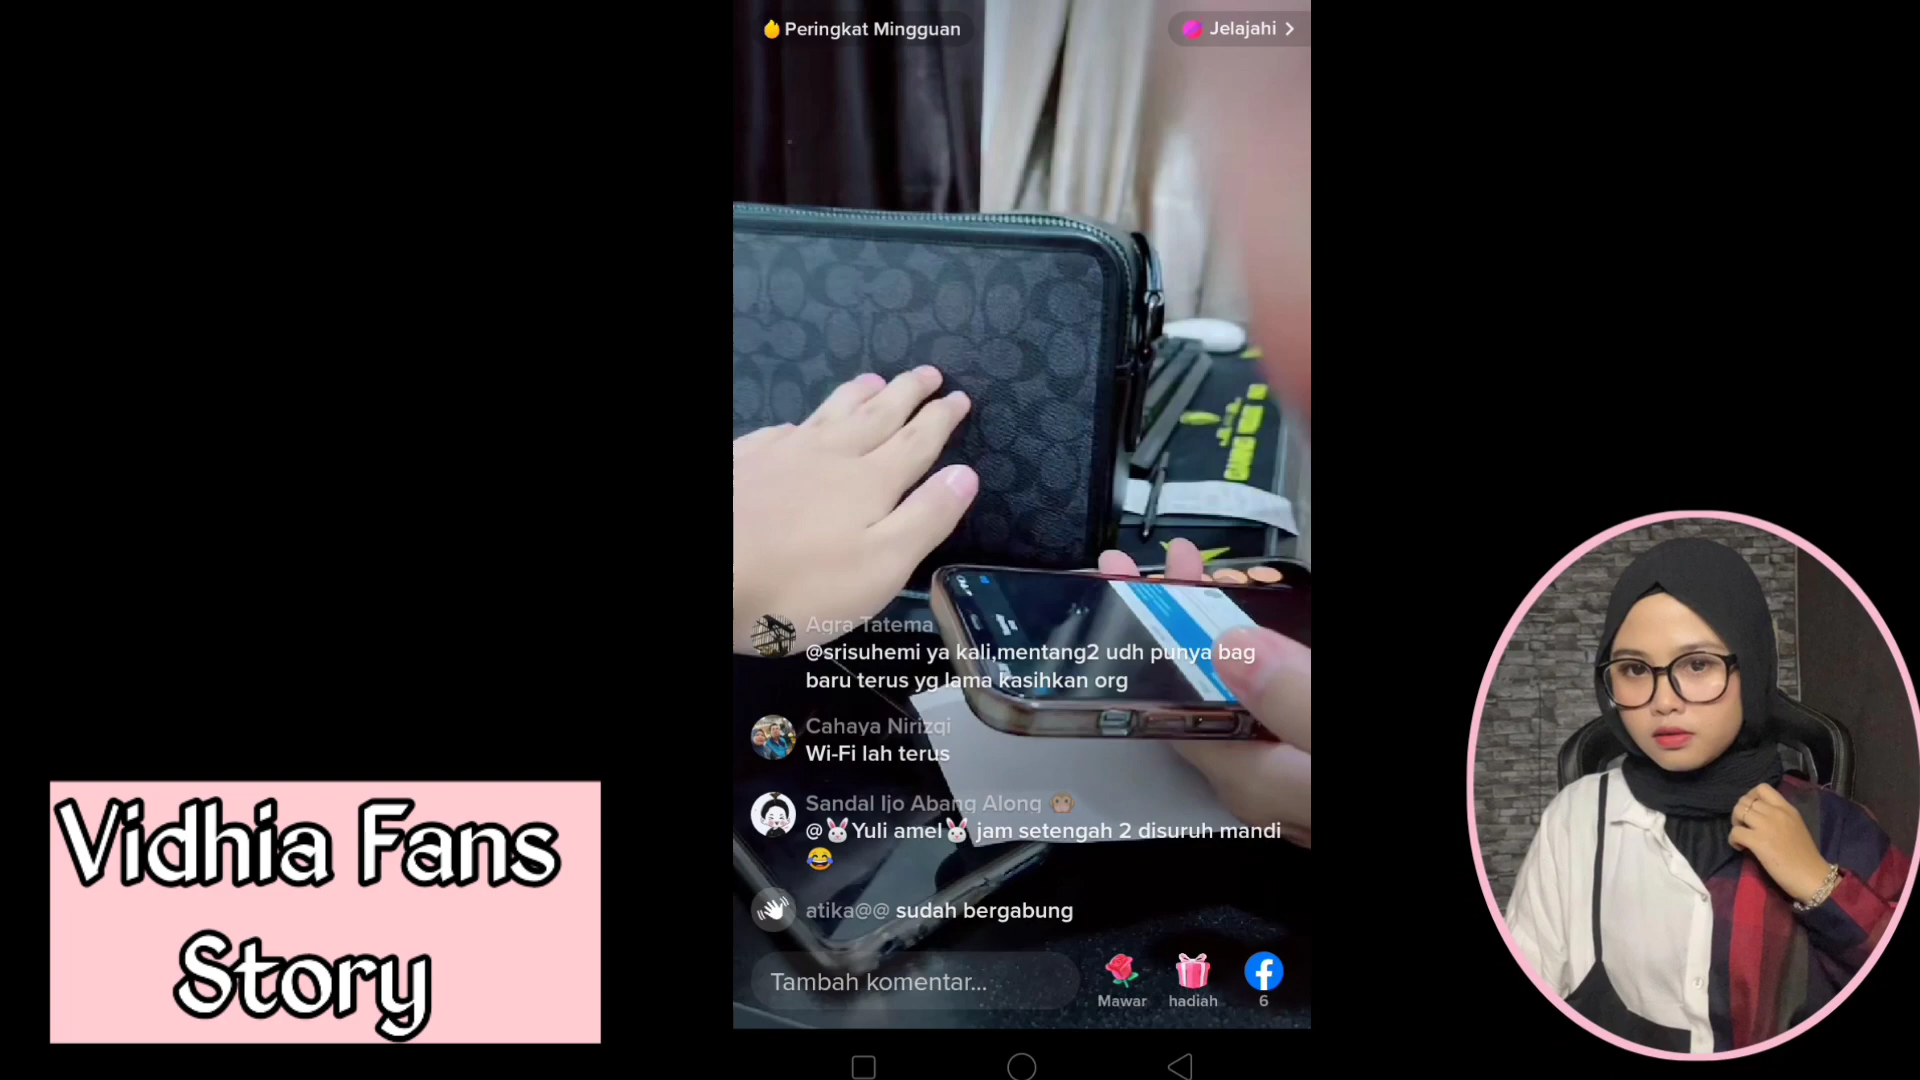 Peringkat Mingguan
Jelajahi
Agra Tatema
@srisuhemi ya kali,mentang2 udh punya bag
baru terus yg lama kasihkan org
Cahaya Nirizqi
Wi-Fi lah terus
Sandal Ijo Abang Along 🐵
@🐰Yuli amel🐰 jam setengah 2 disuruh mandi
😂
atika@@ sudah bergabung
Tambah komentar...
Mawar
hadiah
6
Vidhia Fans
Story